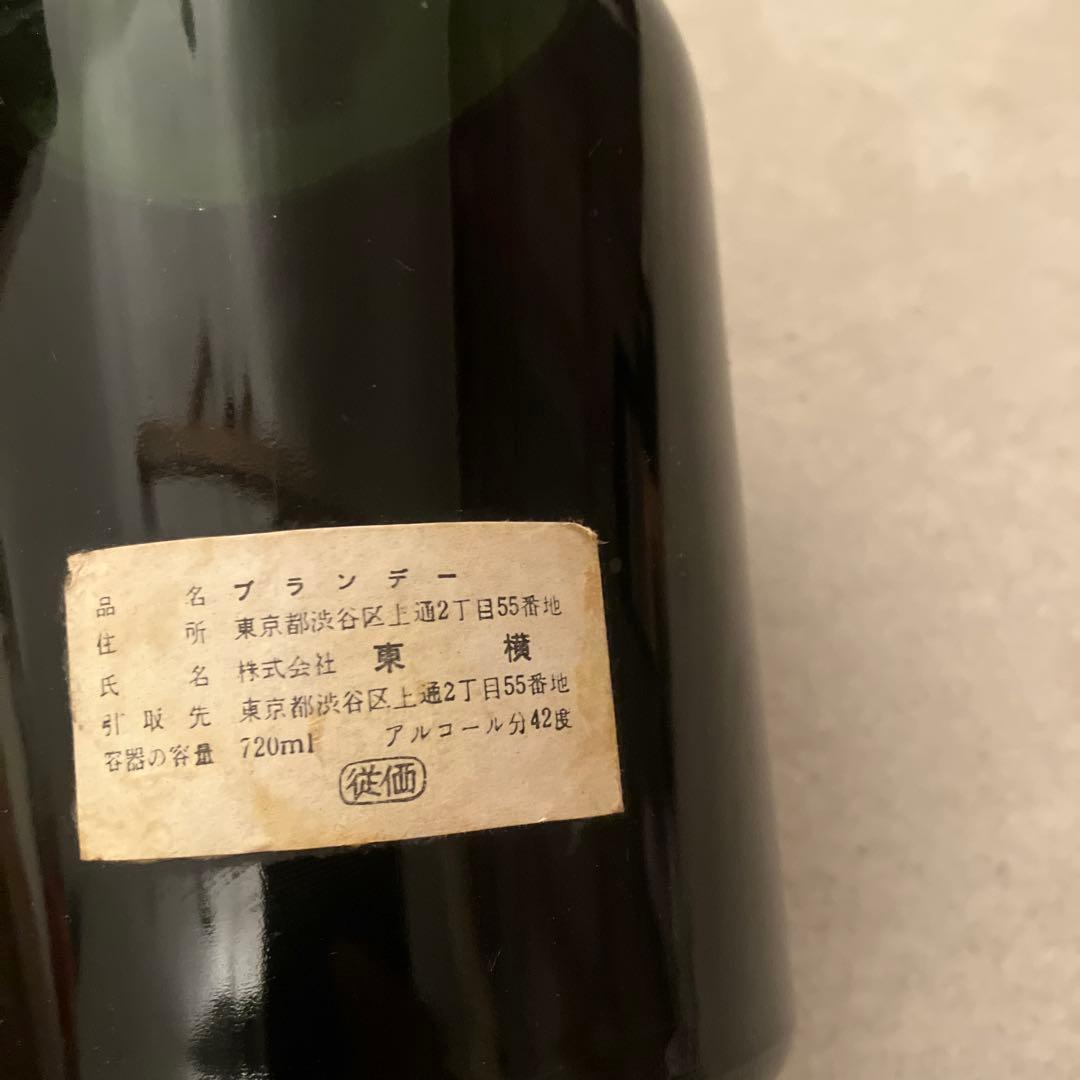 品名 ブランデー
住所 東京都渋谷区上通2丁目55番地
氏名 株式会社 東横
引取先 東京都渋谷区上通2丁目55番地
容器の容量 720ml アルコール分42度
従価